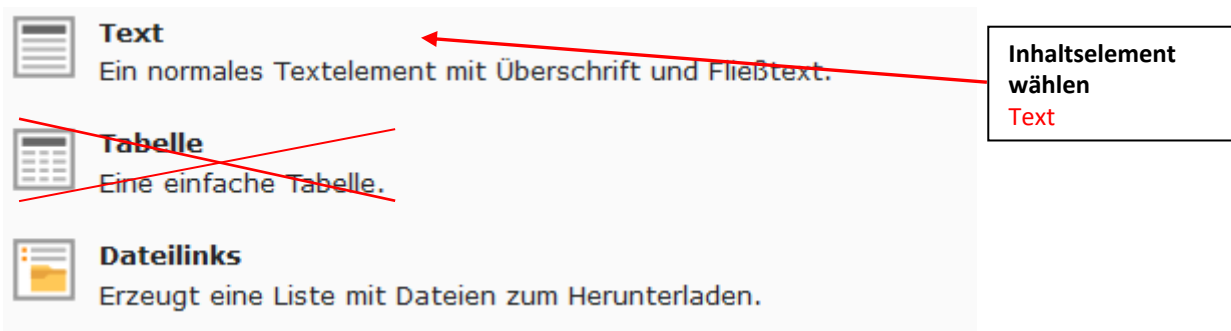 Text
Ein normales Textelement mit Überschrift und Fließtext.
Tabelle
Eine einfache Tabelle.
Dateilinks
Erzeugt eine Liste mit Dateien zum Herunterladen.
Inhaltselement
wählen
Text